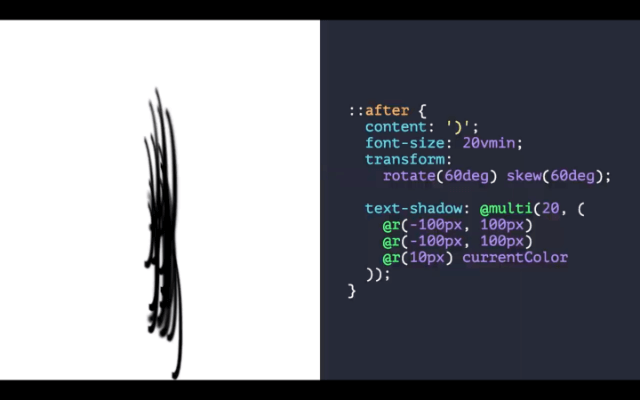 ::after {
content: ')';
font-size: 20vmin;
transform:
rotate(60deg) skew(60deg);
text-shadow: @multi(20, (
@r(-100px, 100px)
@r(-100px, 100px)
@r(10px) currentColor
));
}